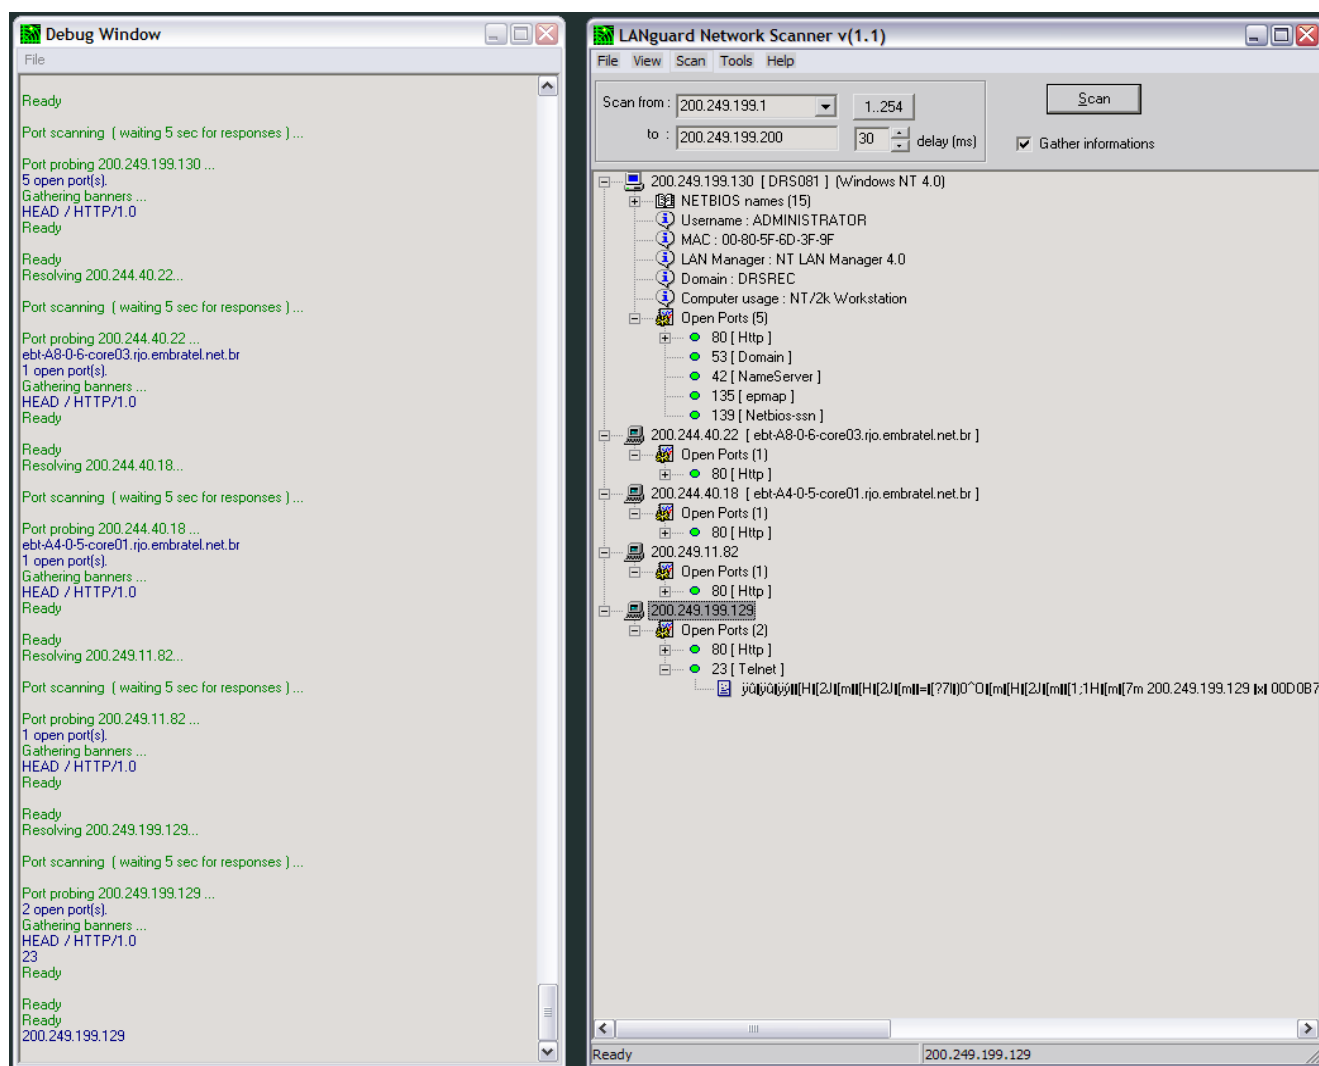 Debug Window
File
Ready
Port scanning ( waiting 5 sec for responses ) ...
Port probing 200.249.199.130 ...
5 open port(s).
Gathering banners ...
HEAD / HTTP/1.0
Ready
Ready
Resolving 200.244.40.22...
Port scanning ( waiting 5 sec for responses ) ...
Port probing 200.244.40.22 ...
ebt-A8-0-6-core03.rjo.embratel.net.br
1 open port(s).
Gathering banners ...
HEAD / HTTP/1.0
Ready
Ready
Resolving 200.244.40.18...
Port scanning ( waiting 5 sec for responses ) ...
Port probing 200.244.40.18 ...
ebt-A4-0-5-core01.rjo.embratel.net.br
1 open port(s).
Gathering banners ...
HEAD / HTTP/1.0
Ready
Ready
Resolving 200.249.11.82...
Port scanning ( waiting 5 sec for responses ) ...
Port probing 200.249.11.82 ...
1 open port(s).
Gathering banners ...
HEAD / HTTP/1.0
Ready
Ready
Resolving 200.249.199.129...
Port scanning ( waiting 5 sec for responses ) ...
Port probing 200.249.199.129 ...
2 open port(s).
Gathering banners ...
HEAD / HTTP/1.0
23
Ready
Ready
Ready
200.249.199.129
LANguard Network Scanner v(1.1)
File View Scan Tools Help
Scan from : 200.249.199.1 1..254 Scan
to : 200.249.199.200 30 delay (ms) Gather informations
200.249.199.130 [ DRS081 ] (Windows NT 4.0)
NETBIOS names (15)
Username : ADMINISTRATOR
MAC : 00-80-5F-6D-3F-9F
LAN Manager : NT LAN Manager 4.0
Domain : DRSREC
Computer usage : NT/2k Workstation
Open Ports (5)
80 [ Http ]
53 [ Domain ]
42 [ NameServer ]
135 [ epmap ]
139 [ Netbios-ssn ]
200.244.40.22 [ ebt-A8-0-6-core03.rjo.embratel.net.br ]
Open Ports (1)
80 [ Http ]
200.244.40.18 [ ebt-A4-0-5-core01.rjo.embratel.net.br ]
Open Ports (1)
80 [ Http ]
200.249.11.82
Open Ports (1)
80 [ Http ]
200.249.199.129
Open Ports (2)
80 [ Http ]
23 [ Telnet ]
200.249.199.129 |x| 00D0B7
Ready 200.249.199.129